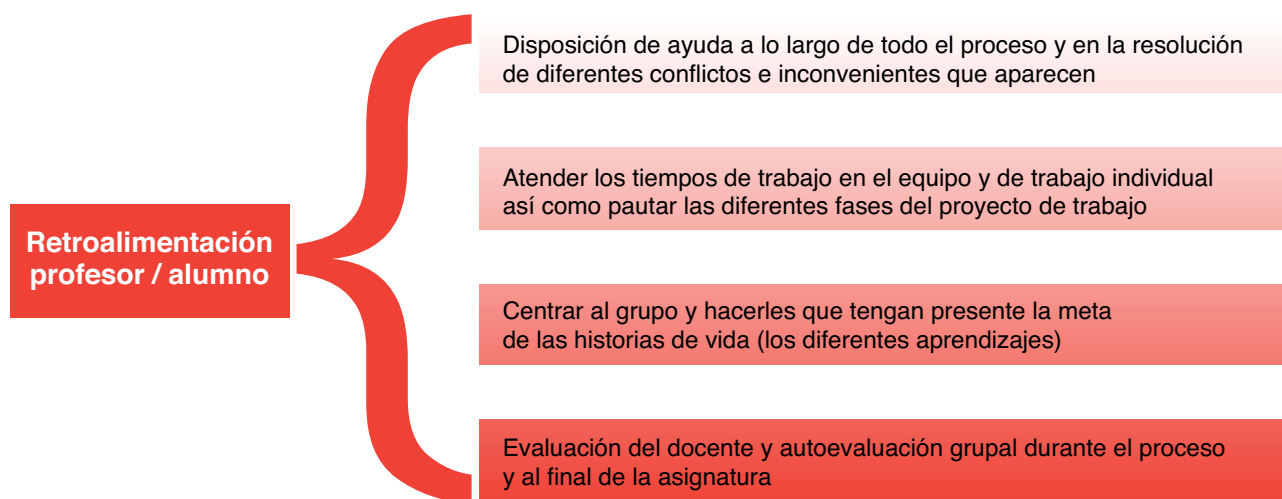 Retroalimentación
profesor / alumno
Disposición de ayuda a lo largo de todo el proceso y en la resolución
de diferentes conflictos e inconvenientes que aparecen
Atender los tiempos de trabajo en el equipo y de trabajo individual
así como pautar las diferentes fases del proyecto de trabajo
Centrar al grupo y hacerles que tengan presente la meta
de las historias de vida (los diferentes aprendizajes)
Evaluación del docente y autoevaluación grupal durante el proceso
y al final de la asignatura